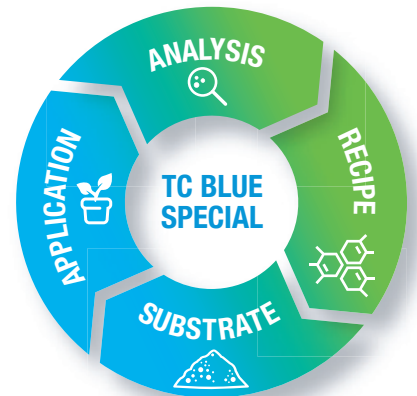 ANALYSIS
RECIPE
SUBSTRATE
APPLICATION
TC BLUE
SPECIAL